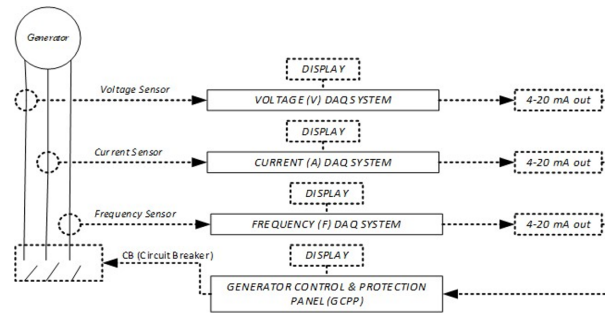 Generator
DISPLAY
Voltage Sensor
VOLTAGE (V) DAQ SYSTEM
4-20 mA out
DISPLAY
Current Sensor
CURRENT (A) DAQ SYSTEM
4-20 mA out
DISPLAY
Frequency Sensor
FREQUENCY (F) DAQ SYSTEM
4-20 mA out
CB (Circuit Breaker)
DISPLAY
GENERATOR CONTROL & PROTECTION
PANEL (GCPP)